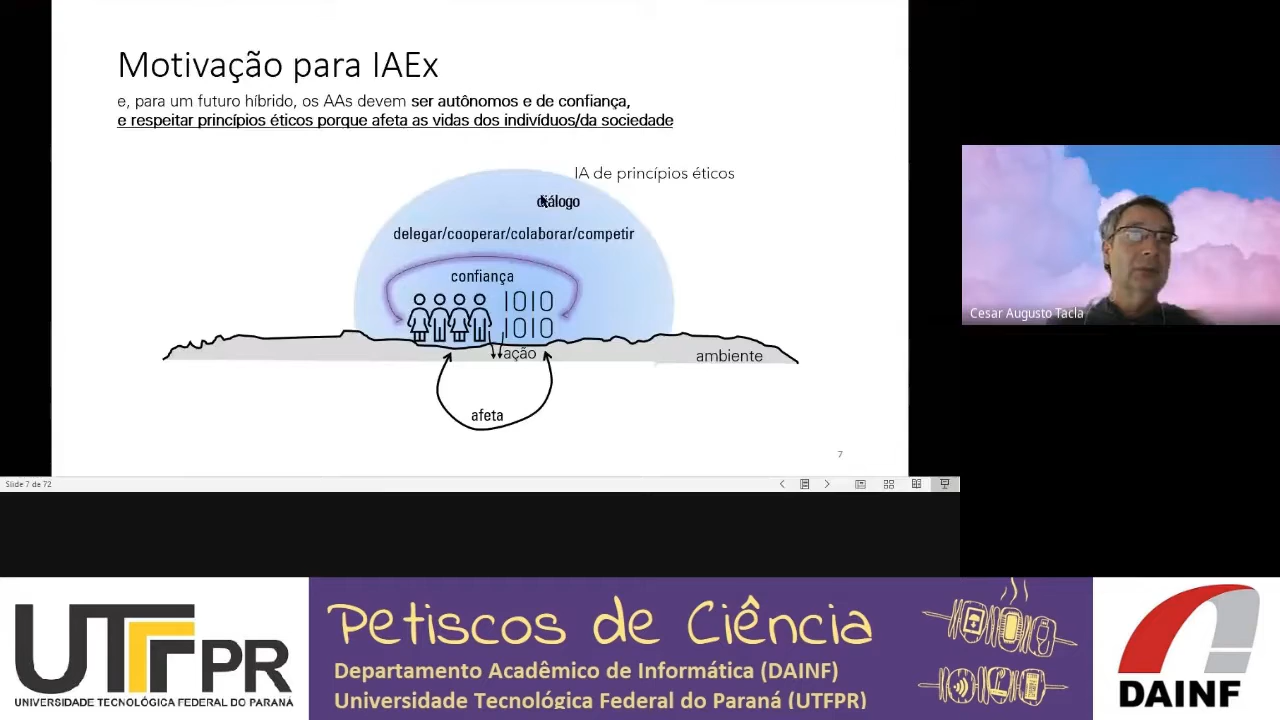 Motivação para IAEx
e, para um futuro híbrido, os AAs devem ser autônomos e de confiança,
e respeitar princípios éticos porque afeta as vidas dos indivíduos/da sociedade
IA de princípios éticos
diálogo
delegar/cooperar/colaborar/competir
confiança
1010
1010
ação
ambiente
afeta
7
Slide 7 de 72
Cesar Augusto Tacla
UTFPR
UNIVERSIDADE TECNOLÓGICA FEDERAL DO PARANÁ
Petiscos de Ciência
Departamento Acadêmico de Informática (DAINF)
Universidade Tecnológica Federal do Paraná (UTFPR)
DAINF